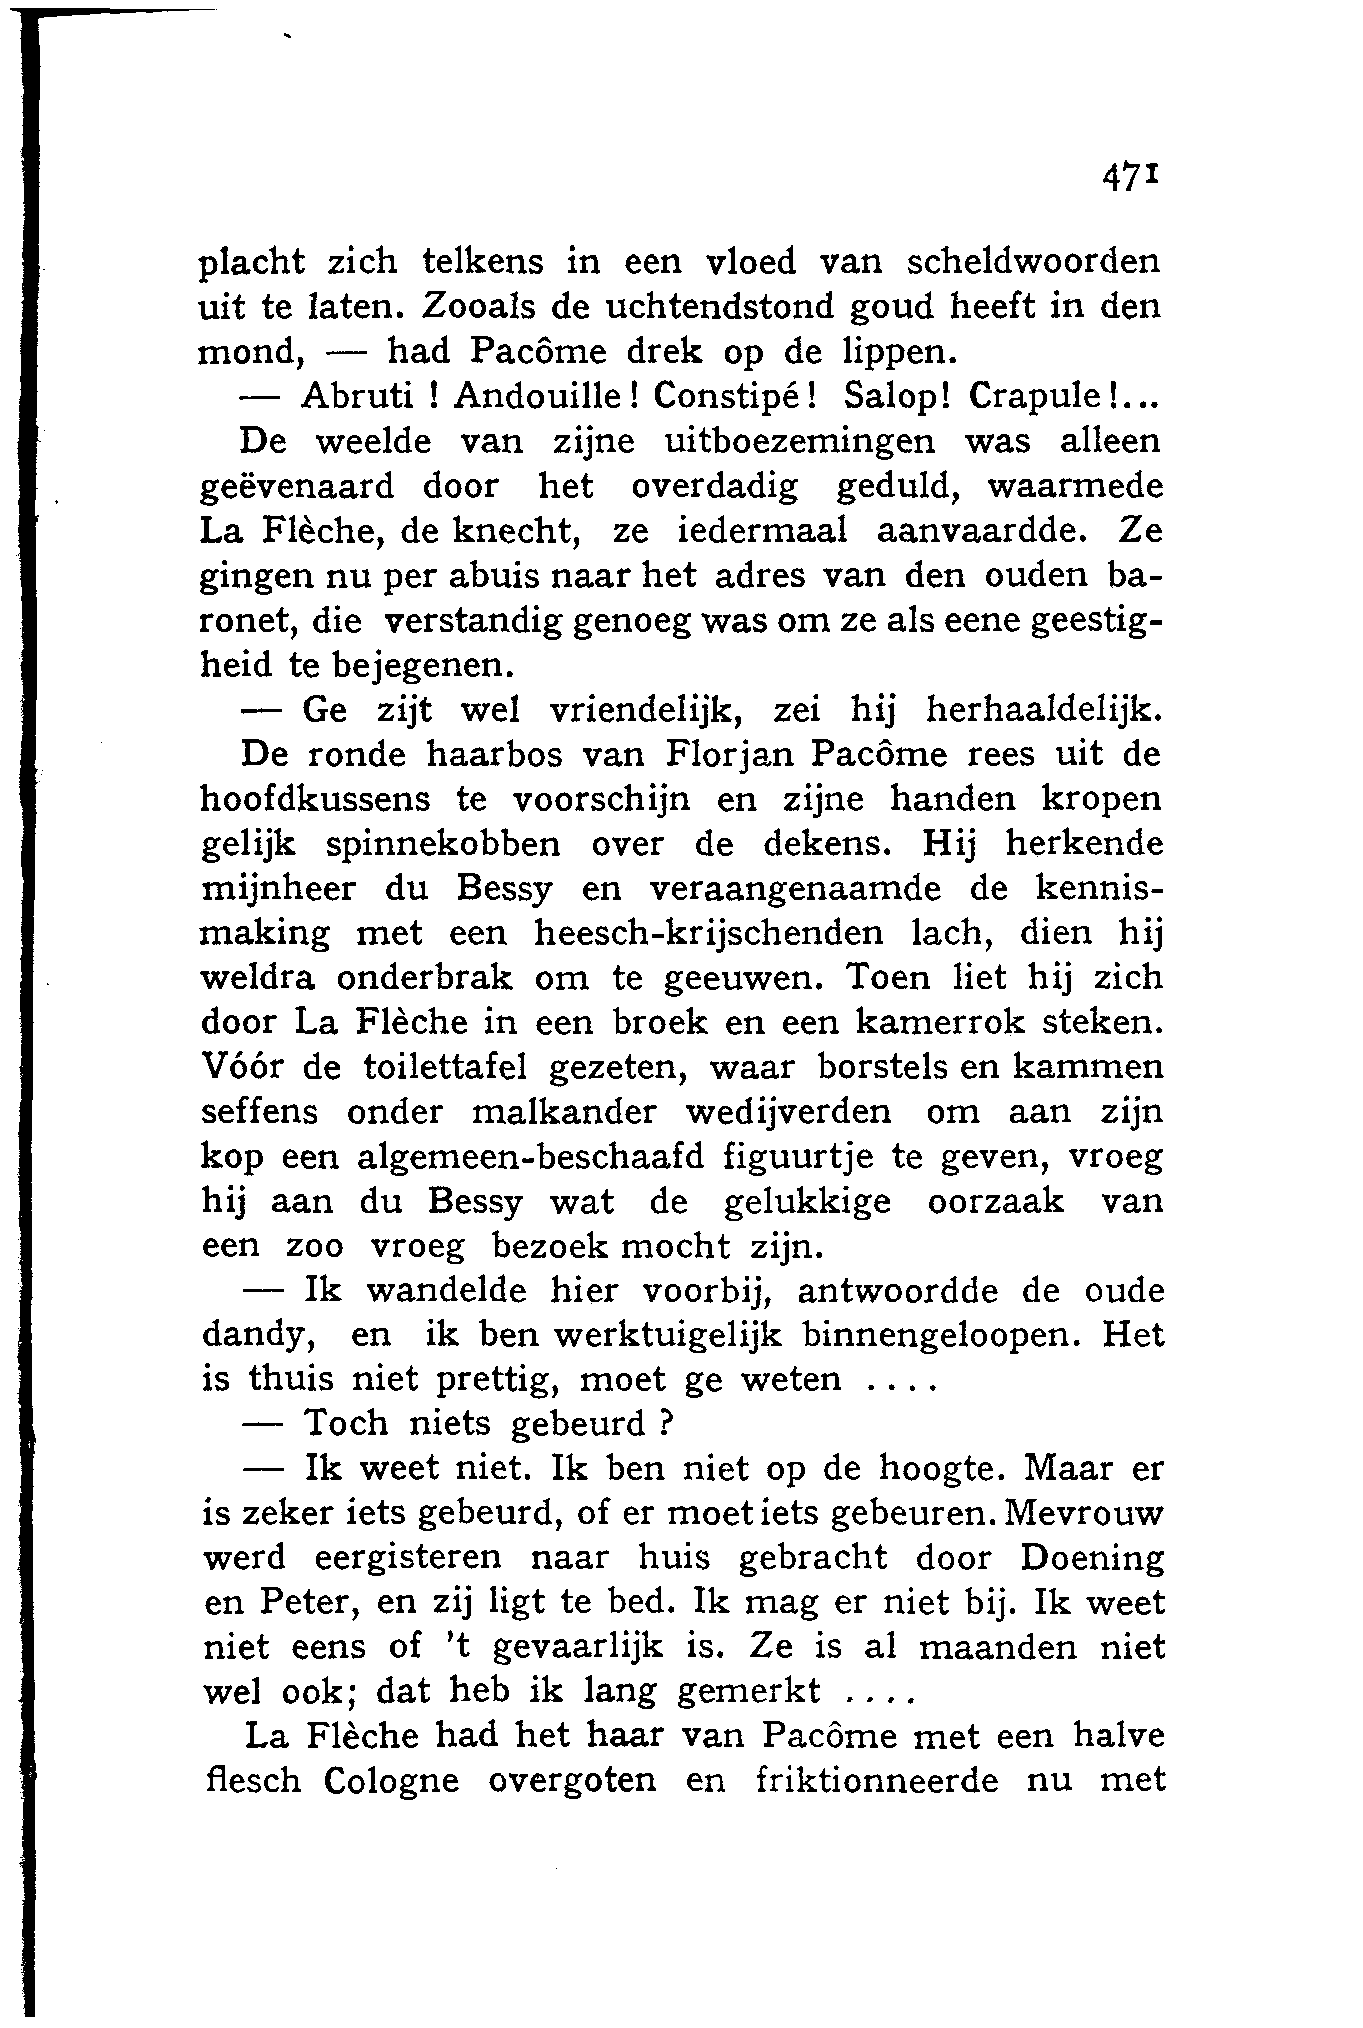 471
placht zich telkens in een vloed van scheldwoorden
uit te laten. Zooals de uchtendstond goud heeft in den
mond, — had Pacôme drek op de lippen.
— Abruti ! Andouille ! Constipé ! Salop! Crapule !...
De weelde van zijne uitboezemingen was alleen
geëvenaard door het overdadig geduld, waarmede
La Flèche, de knecht, ze iedermaal aanvaardde. Ze
gingen nu per abuis naar het adres van den ouden ba-
ronet, die verstandig genoeg was om ze als eene geestig-
heid te bejegenen.
— Ge zijt wel vriendelijk, zei hij herhaaldelijk.
De ronde haarbos van Florjan Pacôme rees uit de
hoofdkussens te voorschijn en zijne handen kropen
gelijk spinnekobben over de dekens. Hij herkende
mijnheer du Bessy en veraangenaamde de kennis-
making met een heesch-krijschenden lach, dien hij
weldra onderbrak om te geeuwen. Toen liet hij zich
door La Flèche in een broek en een kamerrok steken.
Vóór de toilettafel gezeten, waar borstels en kammen
seffens onder malkander wedijverden om aan zijn
kop een algemeen-beschaafd figuurtje te geven, vroeg
hij aan du Bessy wat de gelukkige oorzaak van
een zoo vroeg bezoek mocht zijn.
— Ik wandelde hier voorbij, antwoordde de oude
dandy, en ik ben werktuigelijk binnengeloopen. Het
is thuis niet prettig, moet ge weten ....
— Toch niets gebeurd ?
— Ik weet niet. Ik ben niet op de hoogte. Maar er
is zeker iets gebeurd, of er moet iets gebeuren. Mevrouw
werd eergisteren naar huis gebracht door Doening
en Peter, en zij ligt te bed. Ik mag er niet bij. Ik weet
niet eens of 't gevaarlijk is. Ze is al maanden niet
wel ook; dat heb ik lang gemerkt ....
La Flèche had het haar van Pacôme met een halve
flesch Cologne overgoten en friktionneerde nu met